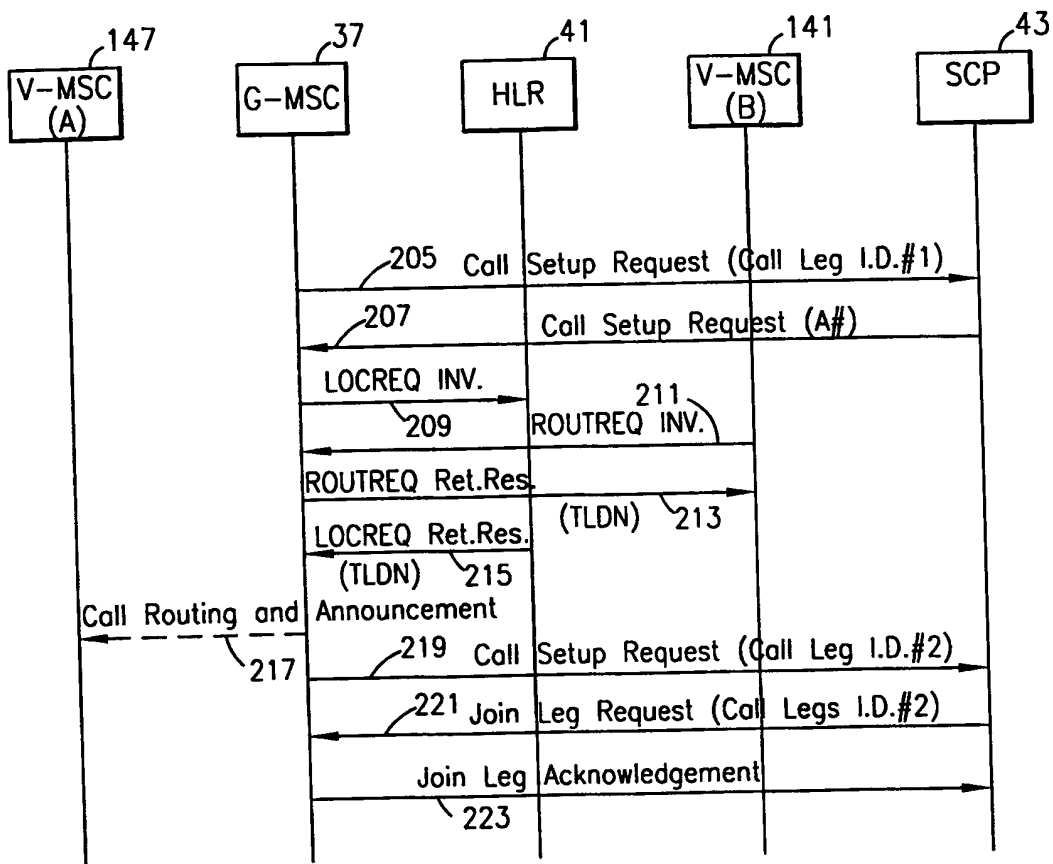 147
37
41
141
43
V-MSC
(A)
G-MSC
HLR
V-MSC
(B)
SCP
205
Call Setup Request (Call Leg I.D.#1)
207
Call Setup Request (A#)
LOCREQ INV.
209
211
ROUTREQ INV.
ROUTREQ Ret.Res.
(TLDN)
213
LOCREQ Ret.Res.
(TLDN)
215
Call Routing and Announcement
217
219
Call Setup Request (Call Leg I.D.#2)
221
Join Leg Request (Call Legs I.D.#2)
Join Leg Acknowledgement
223